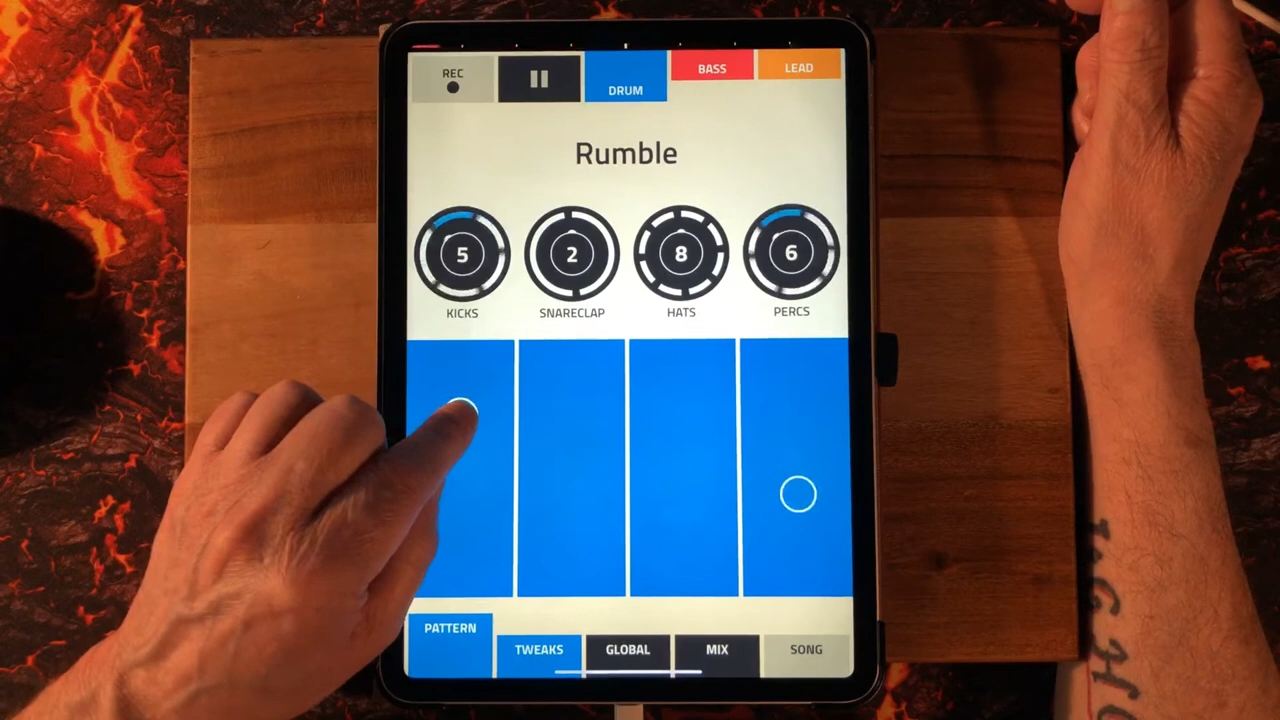 REC
DRUM
BASS
LEAD
Rumble
5
2
8
6
KICKS
SNARECLAP
HATS
PERCS
PATTERN
TWEAKS
GLOBAL
MIX
SONG